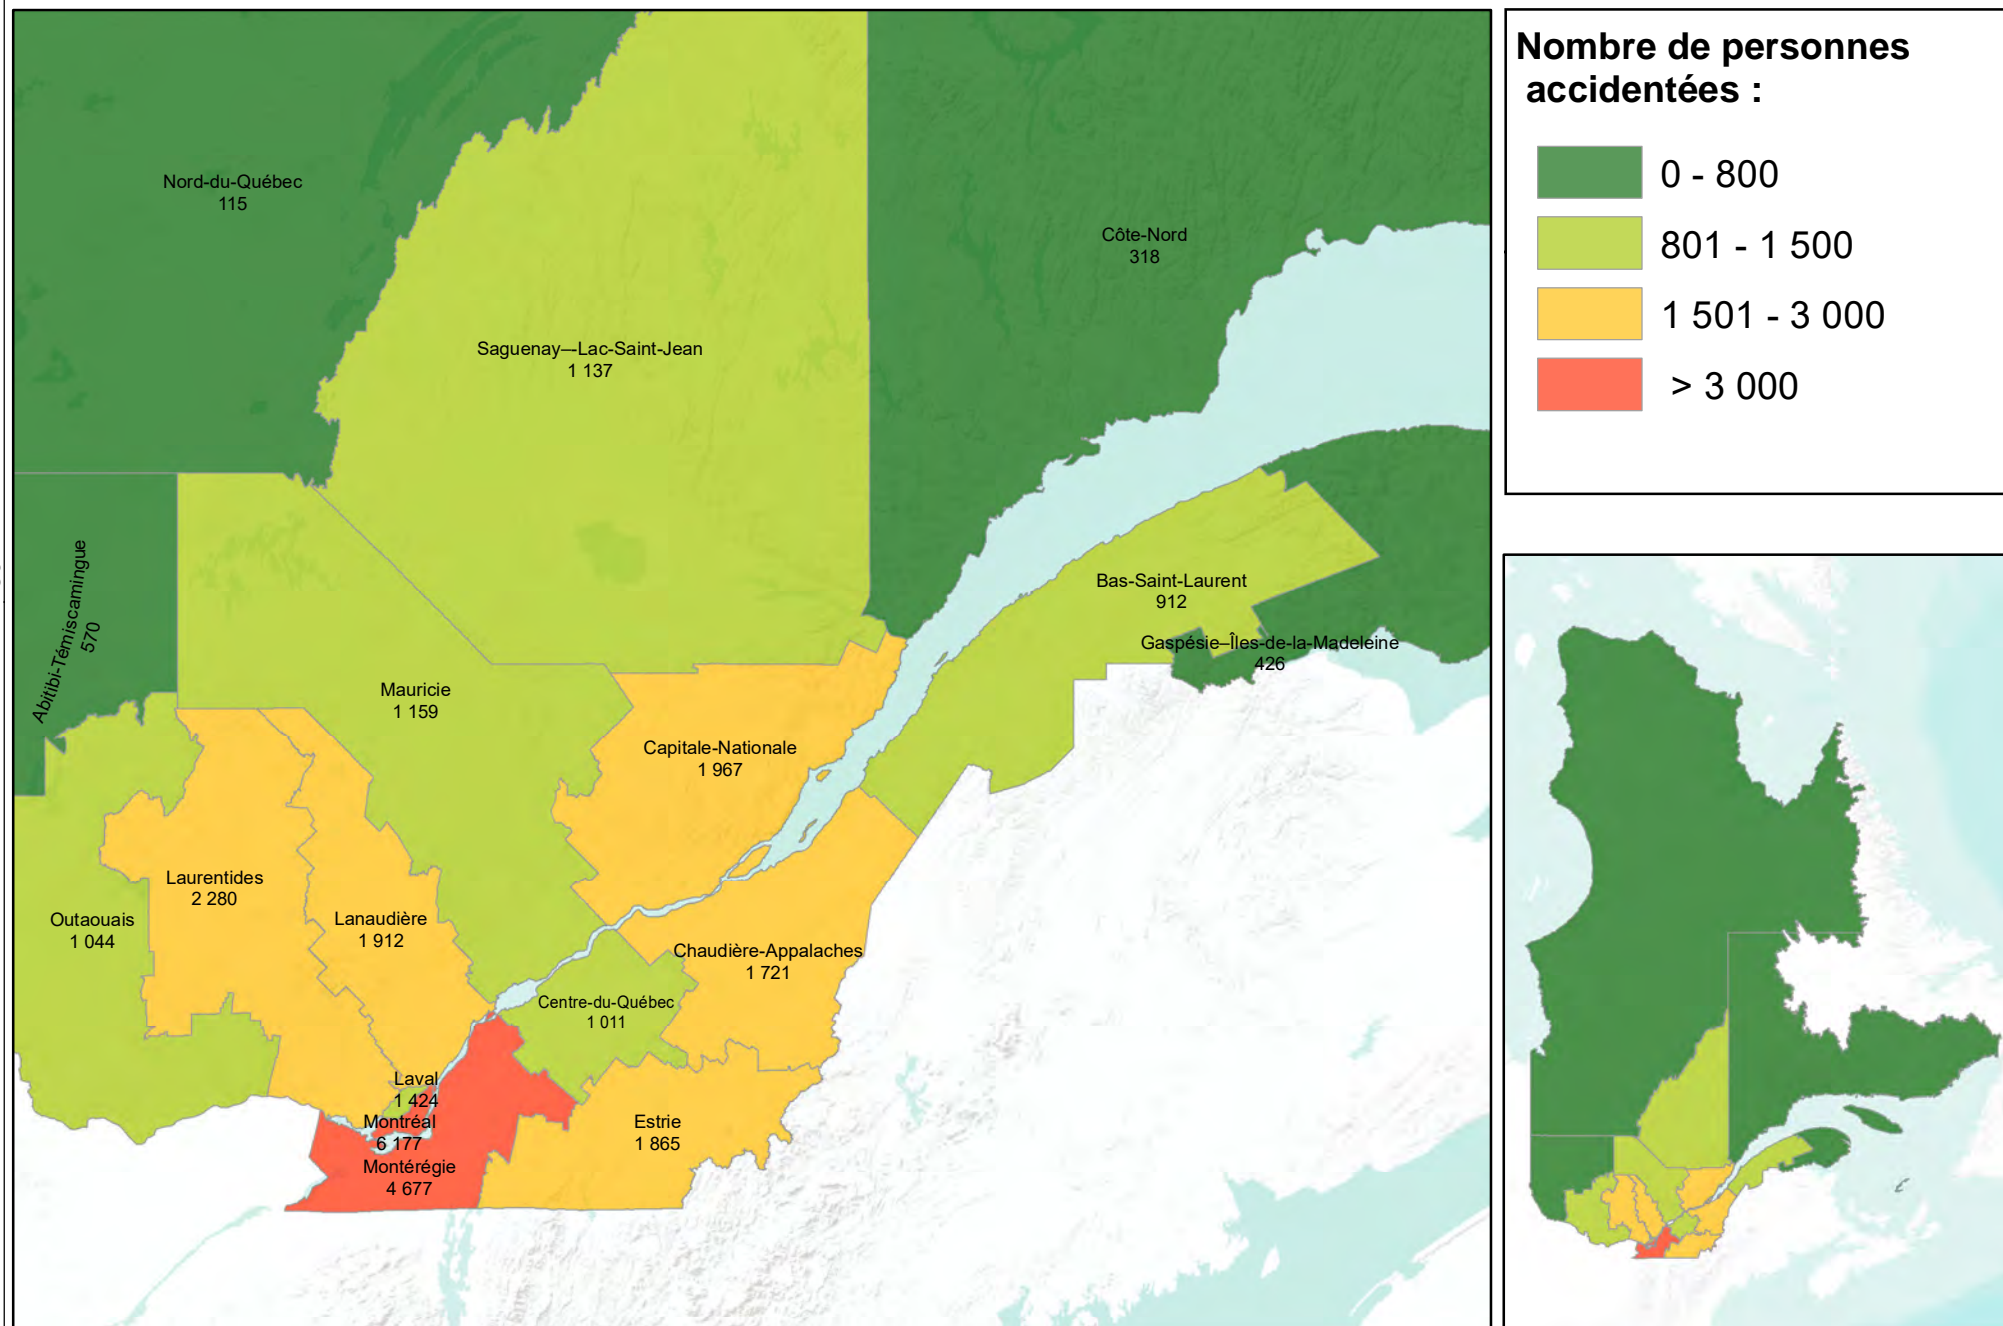 Nombre de personnes
accidentées :
0 - 800
801 - 1 500
1 501 - 3 000
> 3 000
Nord-du-Québec
115
Côte-Nord
318
Saguenay—Lac-Saint-Jean
1 137
Abitibi-Témiscamingue
570
Bas-Saint-Laurent
912
Gaspésie–Îles-de-la-Madeleine
426
Mauricie
1 159
Capitale-Nationale
1 967
Laurentides
2 280
Lanaudière
1 912
Outaouais
1 044
Chaudière-Appalaches
1 721
Centre-du-Québec
1 011
Laval
1 424
Montréal
6 177
Montérégie
4 677
Estrie
1 865